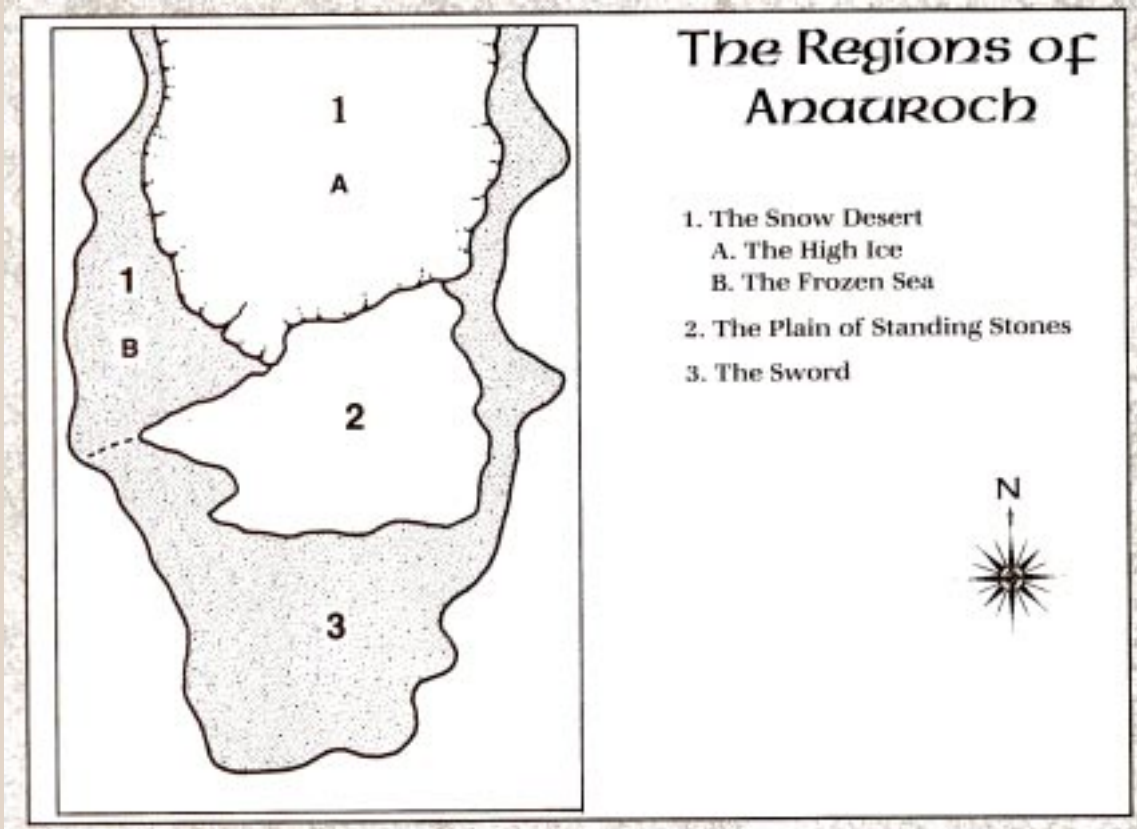 The Regions of
Anauroch
1
A
1
B
2
3
1. The Snow Desert
A. The High Ice
B. The Frozen Sea
2. The Plain of Standing Stones
3. The Sword
N